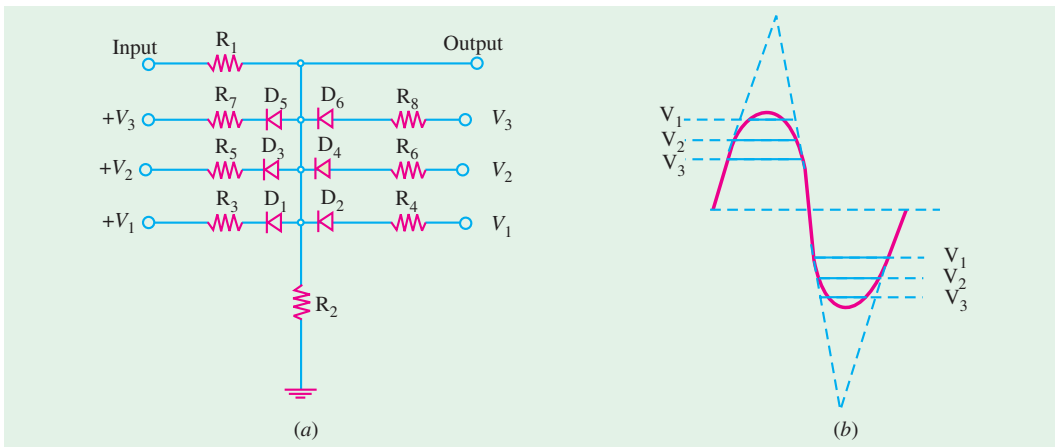 Input R₁ Output
+V₃ R₇ D₅ D₆ R₈ V₃
+V₂ R₅ D₃ D₄ R₆ V₂
+V₁ R₃ D₁ D₂ R₄ V₁
R₂
(a)
V₁
V₂
V₃
V₁
V₂
V₃
(b)